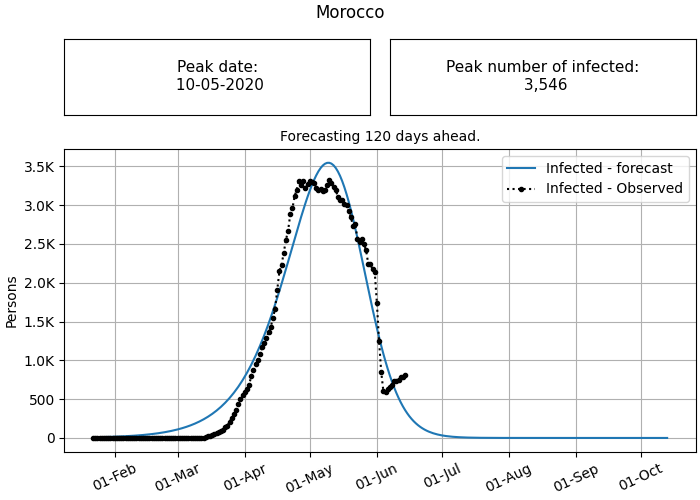 Morocco
Peak date:
10-05-2020
Peak number of infected:
3,546
Forecasting 120 days ahead.
Infected - forecast
Infected - Observed
3.5K
3.0K
2.5K
2.0K
1.5K
1.0K
500
0
Persons
01-Feb
01-Mar
01-Apr
01-May
01-Jun
01-Jul
01-Aug
01-Sep
01-Oct